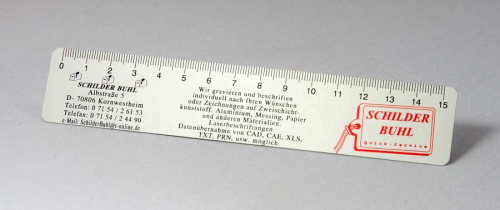 0 1 2 3 4 5 6 7 8 9 10 11 12 13 14 15
SCHILDER BUHL
Albstraße 5
D- 70806 Kornwestheim
Telefon: 0 71 54 / 2 61 53
Telefax: 0 71 54 / 2 44 90
e-Mail: SchilderBuhl@t-online.de
Wir gravieren und beschriften
individuell nach Ihren Wünschen
oder Zeichnungen auf Zweischicht-
kunststoff, Aluminium, Messing, Papier
und anderen Materialien.
Laserbeschriftungen
Datenübernahme von CAD, CAE, XLS,
TXT, PRN, usw. möglich.
SCHILDER
BUHL
Quick-Service